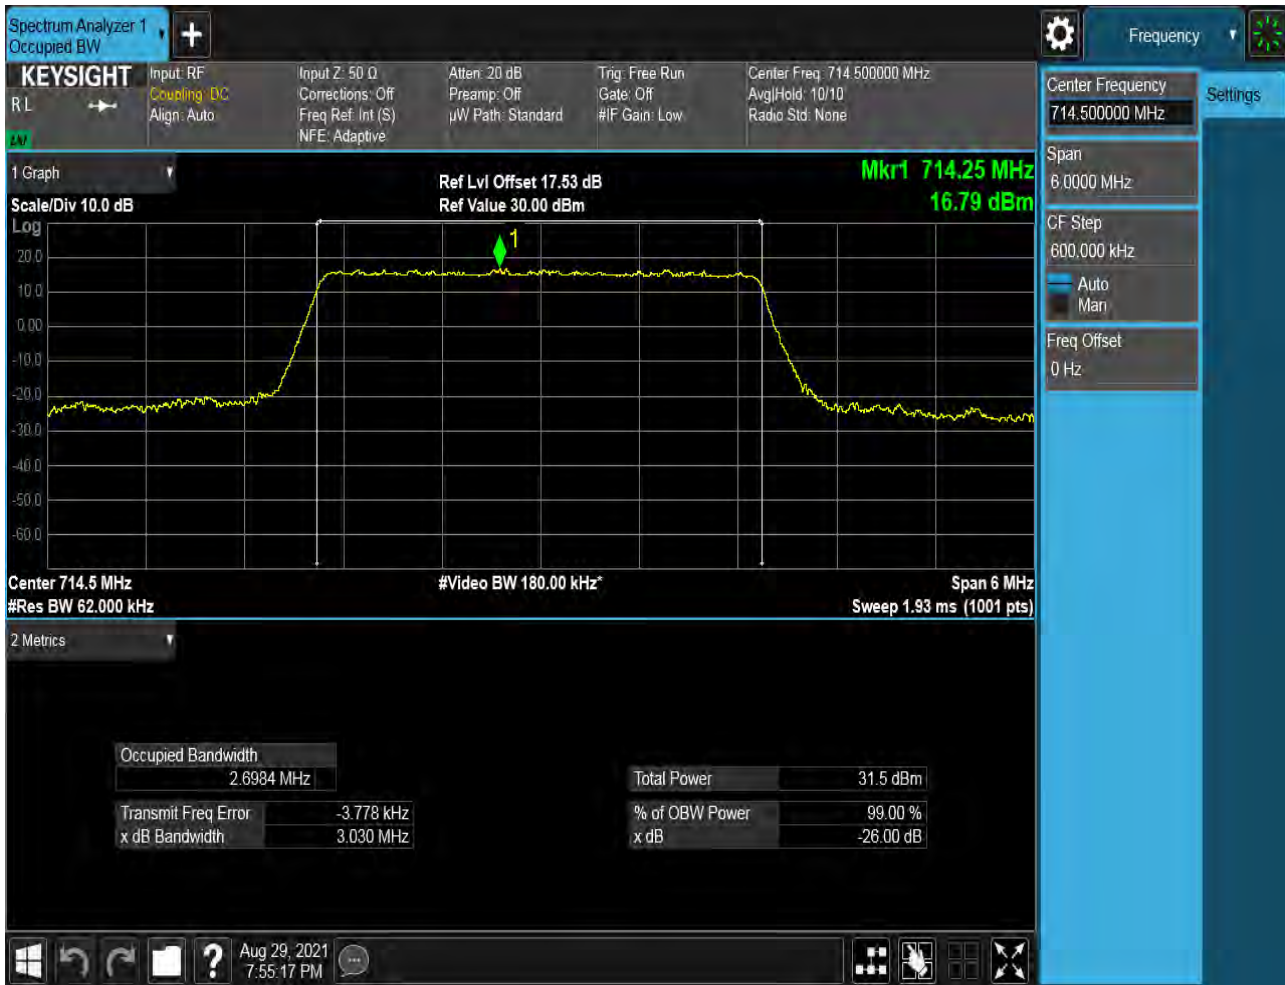 Spectrum Analyzer 1
Occupied BW
Frequency
KEYSIGHT
R L
Input: RF
Coupling: DC
Align: Auto
Input Z: 50 Ω
Corrections: Off
Freq Ref: Int (S)
NFE: Adaptive
Atten: 20 dB
Preamp: Off
µW Path: Standard
Trig: Free Run
Gate: Off
#IF Gain: Low
Center Freq: 714.500000 MHz
Avg|Hold: 10/10
Radio Std: None
Center Frequency
714.500000 MHz
Settings
Span
6.0000 MHz
CF Step
600.000 kHz
Auto
Man
Freq Offset
0 Hz
1 Graph
Scale/Div 10.0 dB
Ref Lvl Offset 17.53 dB
Ref Value 30.00 dBm
Mkr1 714.25 MHz
16.79 dBm
Log
1
20.0
10.0
0.00
-10.0
-20.0
-30.0
-40.0
-50.0
-60.0
Center 714.5 MHz
#Video BW 180.00 kHz*
Span 6 MHz
#Res BW 62.000 kHz
Sweep 1.93 ms (1001 pts)
2 Metrics
Occupied Bandwidth
2.6984 MHz
Total Power 31.5 dBm
Transmit Freq Error -3.778 kHz
% of OBW Power 99.00 %
x dB Bandwidth 3.030 MHz
x dB -26.00 dB
Aug 29, 2021
7:55:17 PM